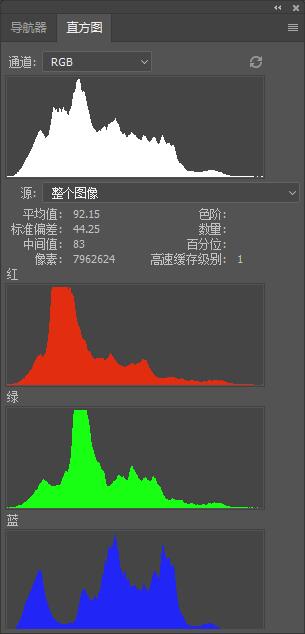 导航器 直方图
通道: RGB
源: 整个图像
平均值: 92.15 色阶:
标准偏差: 44.25 数量:
中间值: 83 百分位:
像素: 7962624 高速缓存级别: 1
红
绿
蓝